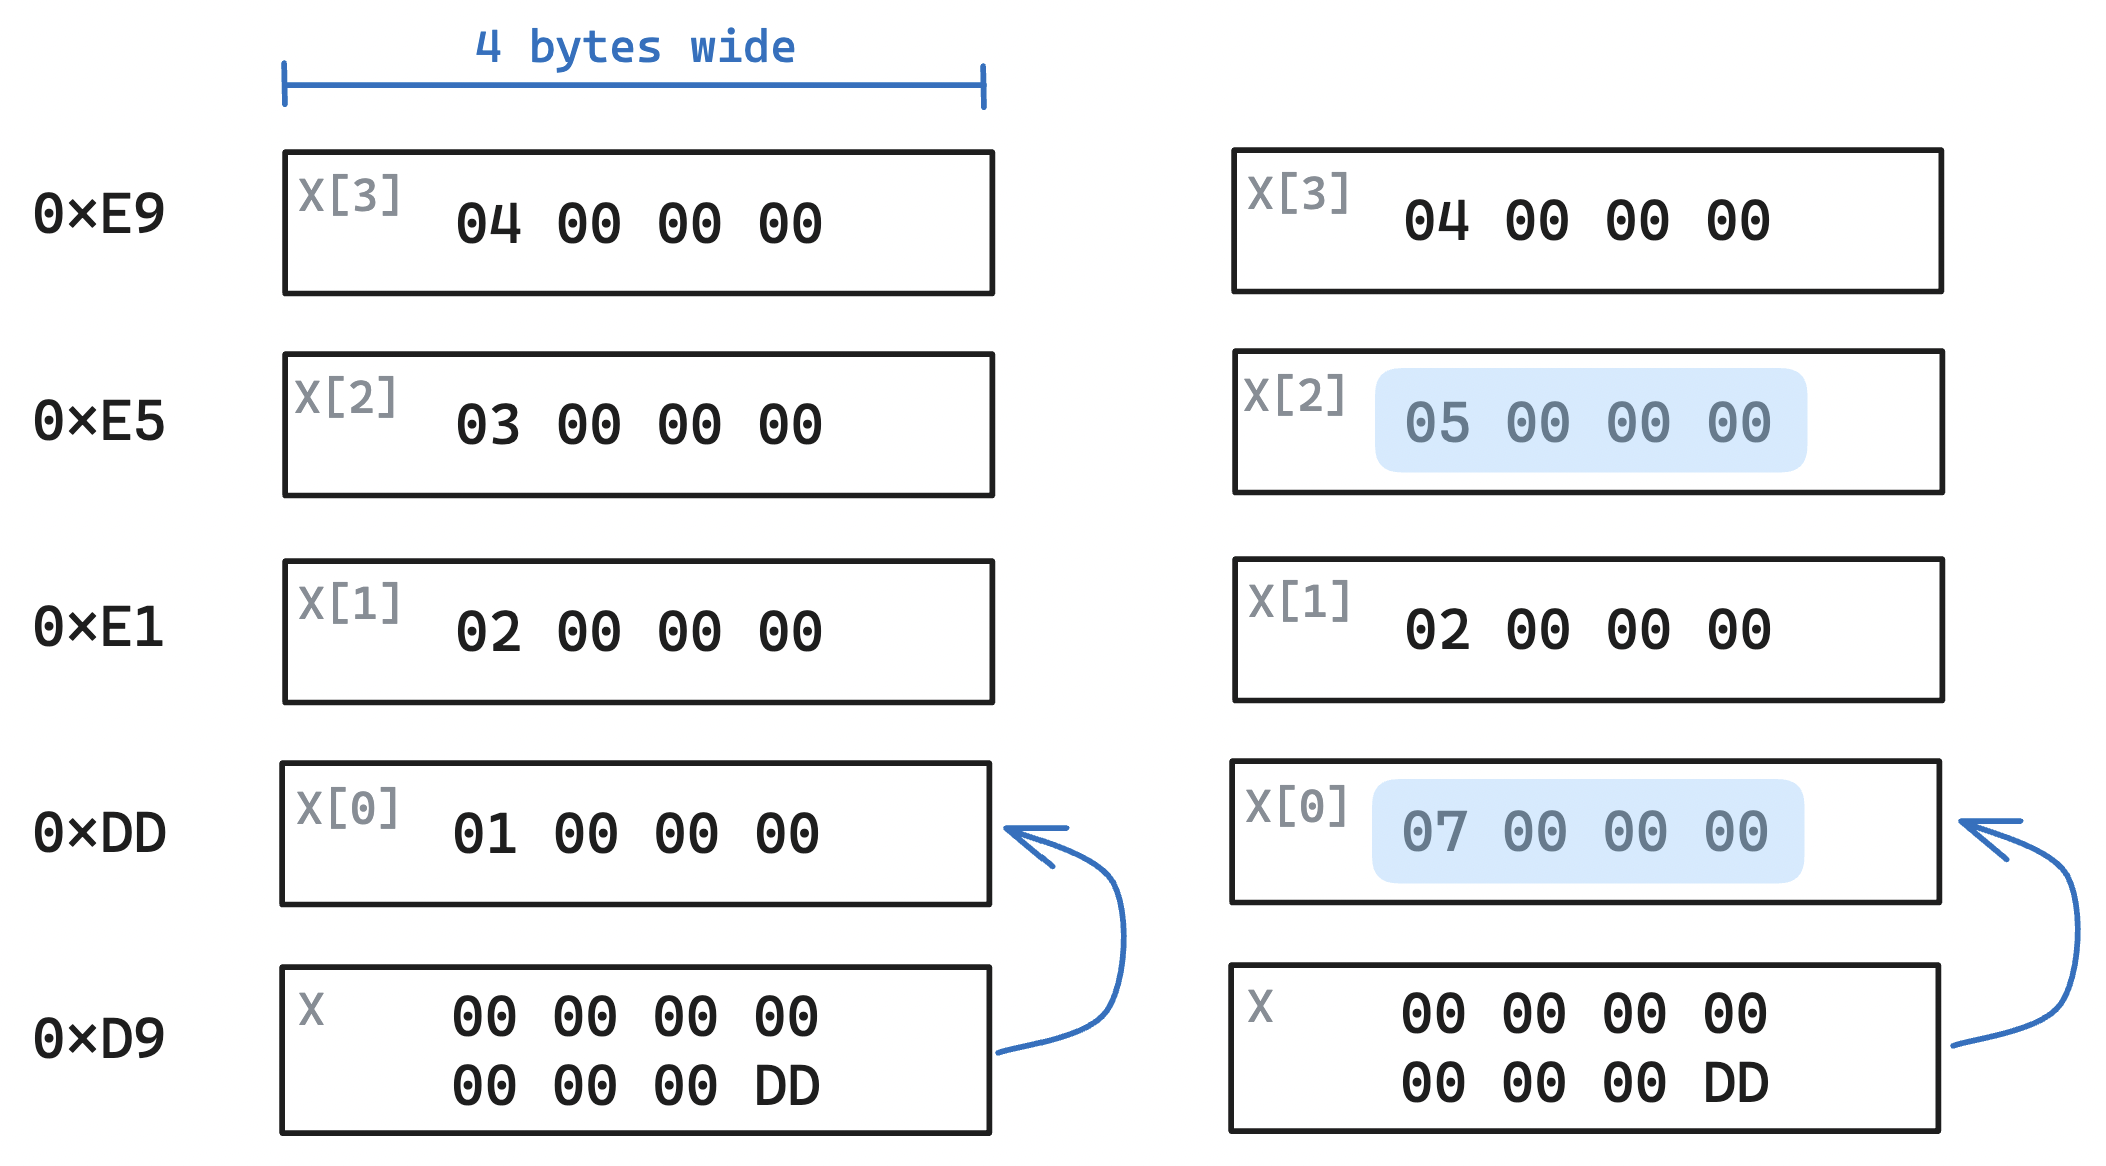 4 bytes wide
0×E9
X[3]
04 00 00 00
X[3]
04 00 00 00
0×E5
X[2]
03 00 00 00
X[2]
05 00 00 00
0×E1
X[1]
02 00 00 00
X[1]
02 00 00 00
0×DD
X[0]
01 00 00 00
X[0]
07 00 00 00
0×D9
X
00 00 00 00
00 00 00 DD
X
00 00 00 00
00 00 00 DD